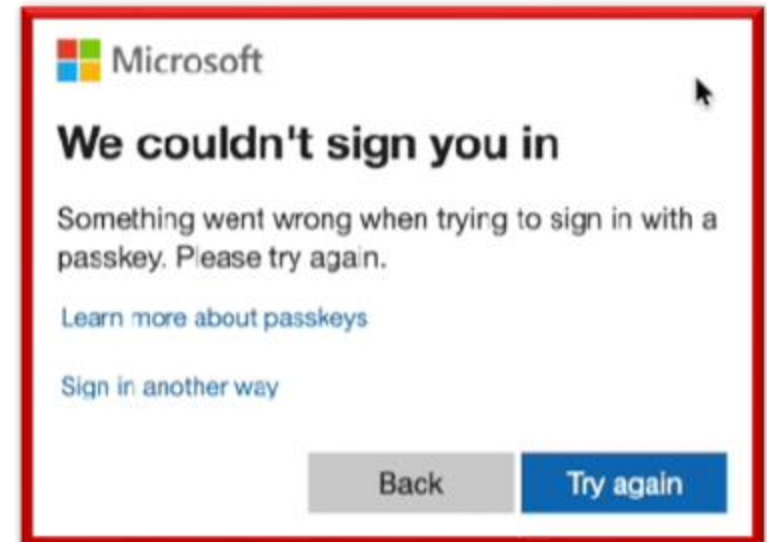 Microsoft
We couldn't sign you in
Something went wrong when trying to sign in with a
passkey. Please try again.
Learn more about passkeys
Sign in another way
Back
Try again